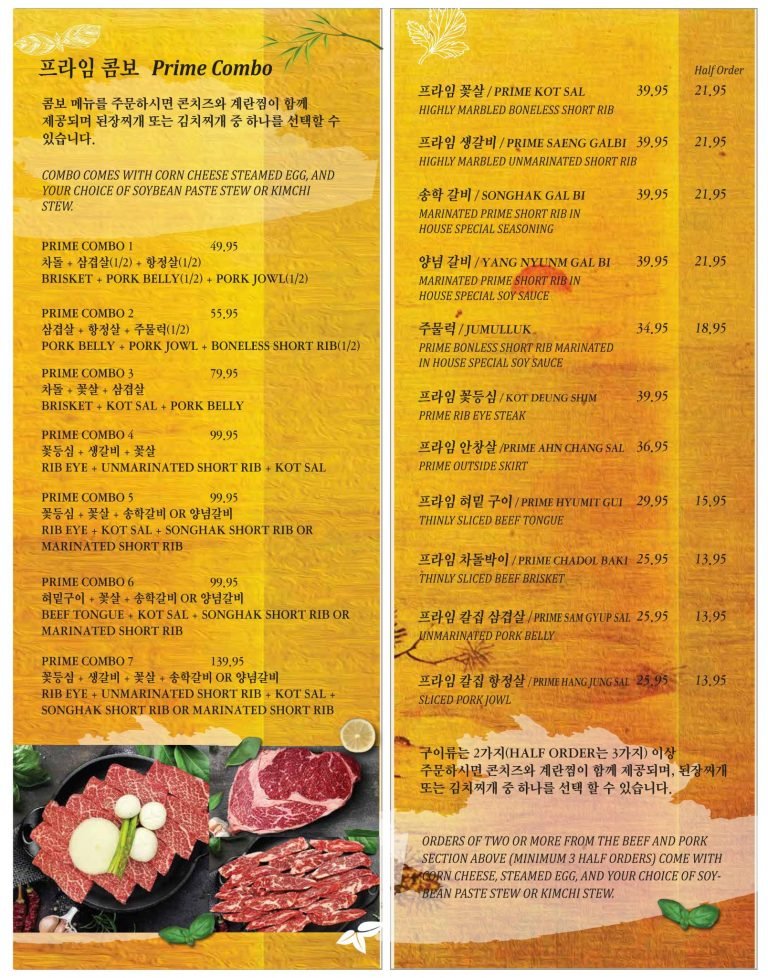 프라임 콤보 Prime Combo
콤보 메뉴를 주문하시면 콘치즈와 계란찜이 함께
제공되며 된장찌개 또는 김치찌개 중 하나를 선택할 수
있습니다.
COMBO COMES WITH CORN CHEESE STEAMED EGG, AND
YOUR CHOICE OF SOYBEAN PASTE STEW OR KIMCHI
STEW.
PRIME COMBO 1 49,95
차돌 + 삼겹살(1/2) + 항정살(1/2)
BRISKET + PORK BELLY(1/2) + PORK JOWL(1/2)
PRIME COMBO 2 55,95
삼겹살 + 항정살 + 주물럭(1/2)
PORK BELLY + PORK JOWL + BONELESS SHORT RIB(1/2)
PRIME COMBO 3 79,95
차돌 + 꽃살 + 삼겹살
BRISKET + KOT SAL + PORK BELLY
PRIME COMBO 4 99,95
꽃등심 + 생갈비 + 꽃살
RIB EYE + UNMARINATED SHORT RIB + KOT SAL
PRIME COMBO 5 99,95
꽃등심 + 꽃살 + 송학갈비 OR 양념갈비
RIB EYE + KOT SAL + SONGHAK SHORT RIB OR
MARINATED SHORT RIB
PRIME COMBO 6 99,95
혀밑구이 + 꽃살 + 송학갈비 OR 양념갈비
BEEF TONGUE + KOT SAL + SONGHAK SHORT RIB OR
MARINATED SHORT RIB
PRIME COMBO 7 139,95
꽃등심 + 생갈비 + 꽃살 + 송학갈비 OR 양념갈비
RIB EYE + UNMARINATED SHORT RIB + KOT SAL +
SONGHAK SHORT RIB OR MARINATED SHORT RIB
Half Order
프라임 꽃살 / PRIME KOT SAL 39,95 21,95
HIGHLY MARBLED BONELESS SHORT RIB
프라임 생갈비 / PRIME SAENG GALBI 39,95 21,95
HIGHLY MARBLED UNMARINATED SHORT RIB
송학 갈비 / SONGHAK GAL BI 39,95 21,95
MARINATED PRIME SHORT RIB IN
HOUSE SPECIAL SEASONING
양념 갈비 / YANG NYUNM GAL BI 39,95 21,95
MARINATED PRIME SHORT RIB IN
HOUSE SPECIAL SOY SAUCE
주물럭 / JUMULLUK 34,95 18,95
PRIME BONLESS SHORT RIB MARINATED
IN HOUSE SPECIAL SOY SAUCE
프라임 꽃등심 / KOT DEUNG SHIM 39,95
PRIME RIB EYE STEAK
프라임 안창살 /PRIME AHN CHANG SAL 36,95
PRIME OUTSIDE SKIRT
프라임 혀밑 구이 / PRIME HYUMIT GUI 29,95 15,95
THINLY SLICED BEEF TONGUE
프라임 차돌박이 / PRIME CHADOL BAKI 25,95 13,95
THINLY SLICED BEEF BRISKET
프라임 칼집 삼겹살 / PRIME SAM GYUP SAL 25,95 13,95
UNMARINATED PORK BELLY
프라임 칼집 항정살 / PRIME HANG JUNG SAL 25,95 13,95
SLICED PORK JOWL
구이류는 2가지(HALF ORDER는 3가지) 이상
주문하시면 콘치즈와 계란찜이 함께 제공되며, 된장찌개
또는 김치찌개 중 하나를 선택 할 수 있습니다.
ORDERS OF TWO OR MORE FROM THE BEEF AND PORK
SECTION ABOVE (MINIMUM 3 HALF ORDERS) COME WITH
CORN CHEESE, STEAMED EGG, AND YOUR CHOICE OF SOY-
BEAN PASTE STEW OR KIMCHI STEW.